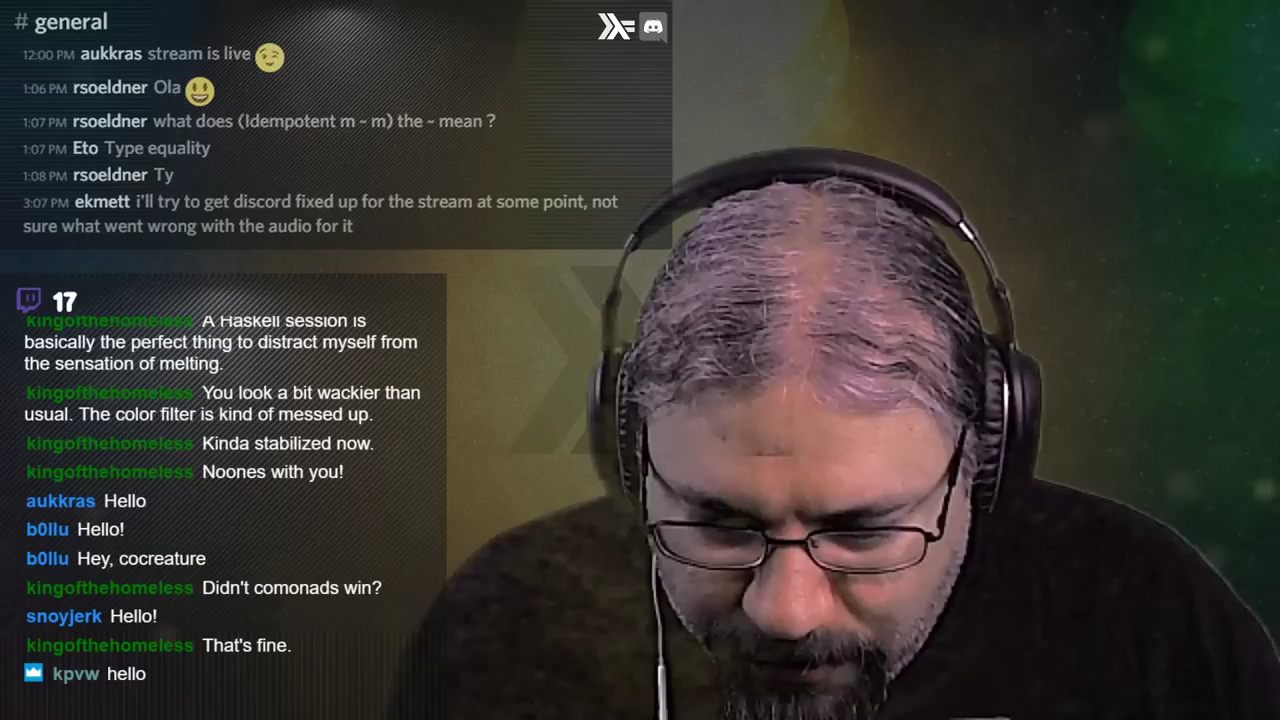 # general
12:00 PM aukkras stream is live
1:06 PM rsoeldner Ola
1:07 PM rsoeldner what does (Idempotent m ~ m) the ~ mean ?
1:07 PM Eto Type equality
1:08 PM rsoeldner Ty
3:07 PM ekmett i'll try to get discord fixed up for the stream at some point, not
sure what went wrong with the audio for it
17
kingofthehomeless A Haskell session is
basically the perfect thing to distract myself from
the sensation of melting.
kingofthehomeless You look a bit wackier than
usual. The color filter is kind of messed up.
kingofthehomeless Kinda stabilized now.
kingofthehomeless Noones with you!
aukkras Hello
b0llu Hello!
b0llu Hey, cocreature
kingofthehomeless Didn't comonads win?
snoyjerk Hello!
kingofthehomeless That's fine.
kpvw hello